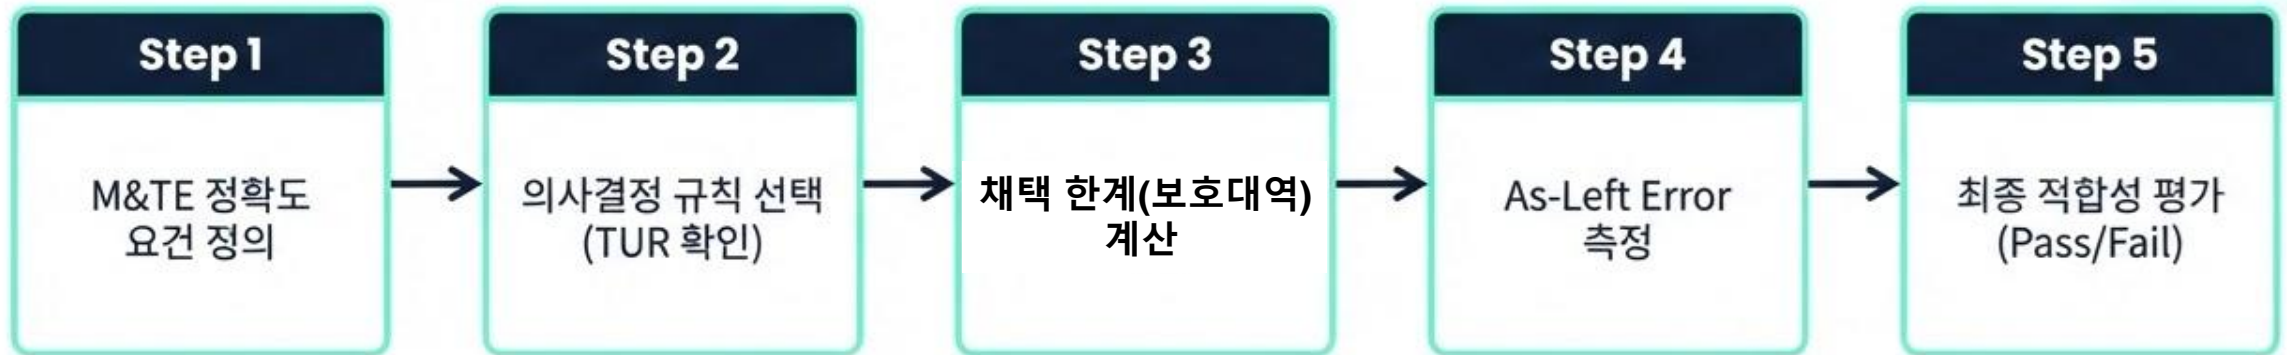 Step 1
M&TE 정확도
요건 정의
Step 2
의사결정 규칙 선택
(TUR 확인)
Step 3
채택 한계(보호대역)
계산
Step 4
As-Left Error
측정
Step 5
최종 적합성 평가
(Pass/Fail)